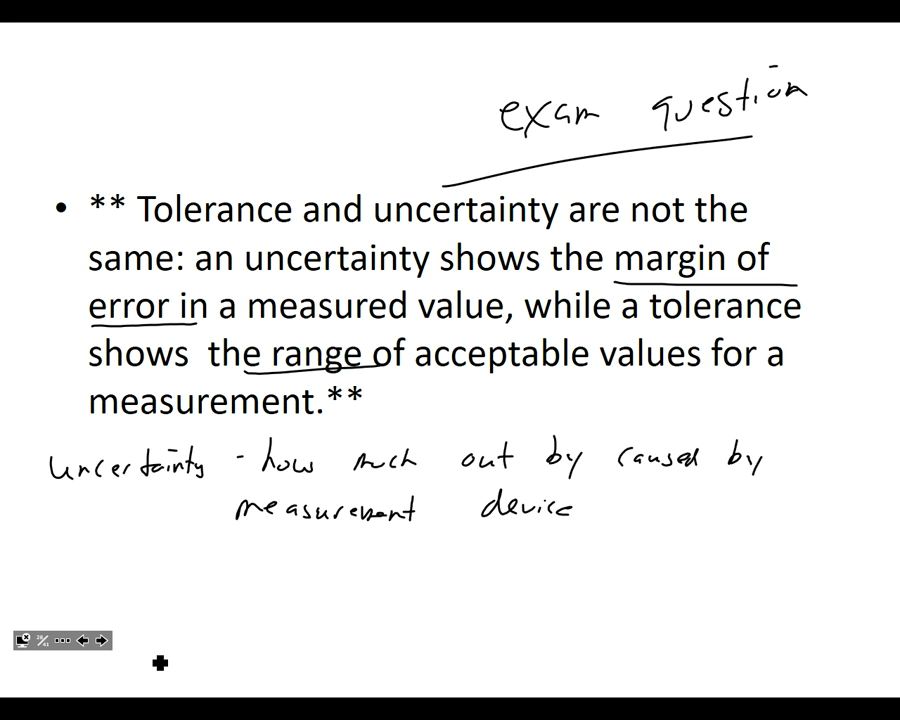 exam question
• ** Tolerance and uncertainty are not the
same: an uncertainty shows the margin of
error in a measured value, while a tolerance
shows the range of acceptable values for a
measurement.**
uncertainty - how much out by caused by
measurement device